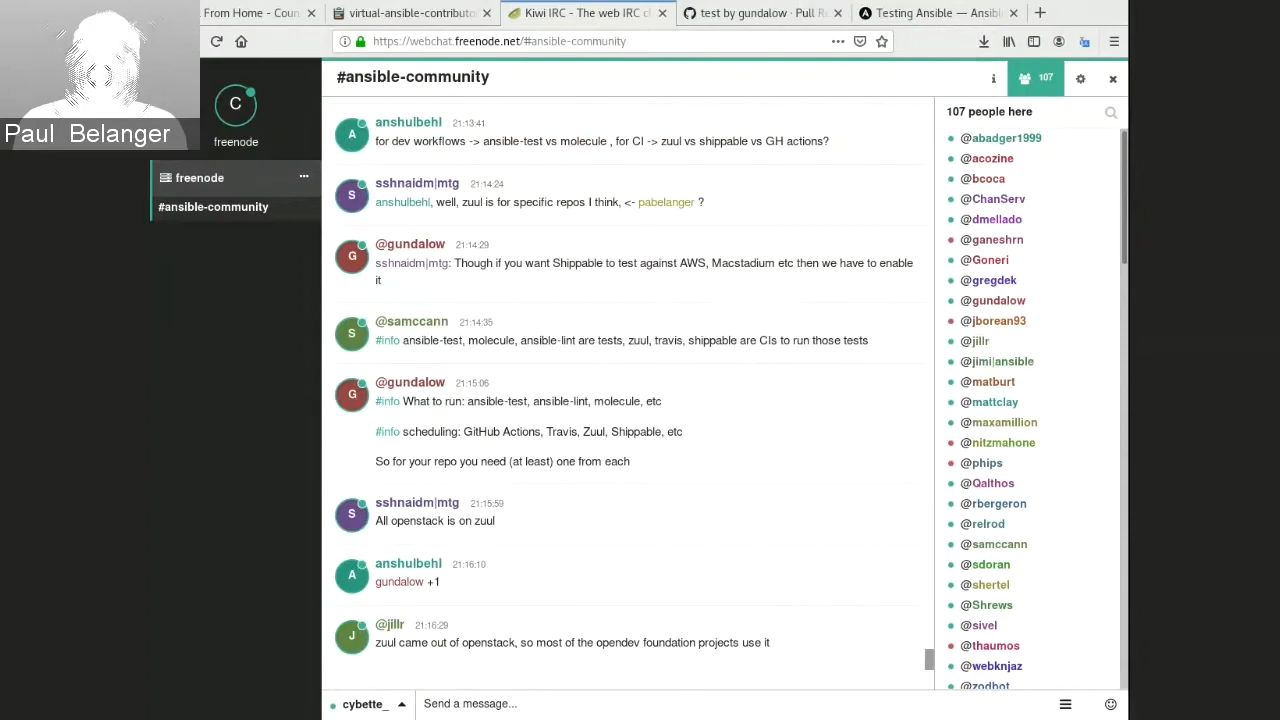 From Home - Coun
virtual-ansible-contributo
Kiwi IRC - The web IRC c
test by gundalow · Pull R
Testing Ansible — Ansib
https://webchat.freenode.net/#ansible-community
Paul Belanger
C
freenode
freenode
#ansible-community
#ansible-community
107
A
anshulbehl 21:13:41
for dev workflows -> ansible-test vs molecule , for CI -> zuul vs shippable vs GH actions?
S
sshnaidm|mtg 21:14:24
anshulbehl, well, zuul is for specific repos I think, <- pabelanger ?
G
@gundalow 21:14:29
sshnaidm|mtg: Though if you want Shippable to test against AWS, Macstadium etc then we have to enable
it
S
@samccann 21:14:35
#info ansible-test, molecule, ansible-lint are tests, zuul, travis, shippable are CIs to run those tests
G
@gundalow 21:15:06
#info What to run: ansible-test, ansible-lint, molecule, etc
#info scheduling: GitHub Actions, Travis, Zuul, Shippable, etc
So for your repo you need (at least) one from each
S
sshnaidm|mtg 21:15:59
All openstack is on zuul
A
anshulbehl 21:16:10
gundalow +1
J
@jillr 21:16:29
zuul came out of openstack, so most of the opendev foundation projects use it
cybette_
Send a message...
107 people here
@abadger1999
@acozine
@bcoca
@ChanServ
@dmellado
@ganeshrn
@Goneri
@gregdek
@gundalow
@jborean93
@jillr
@jimi|ansible
@matburt
@mattclay
@maxamillion
@nitzmahone
@phips
@Qalthos
@rbergeron
@relrod
@samccann
@sdoran
@shertel
@Shrews
@sivel
@thaumos
@webknjaz
@zodbot